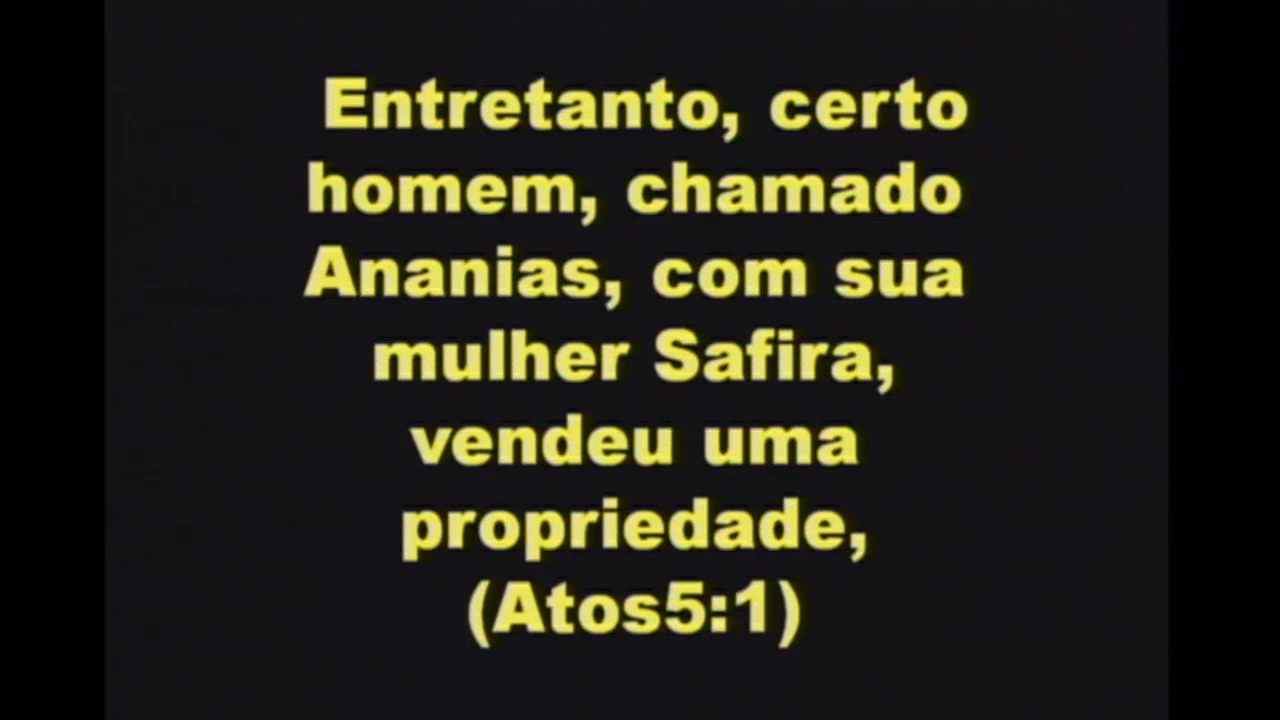 Entretanto, certo
homem, chamado
Ananias, com sua
mulher Safira,
vendeu uma
propriedade,
(Atos5:1)